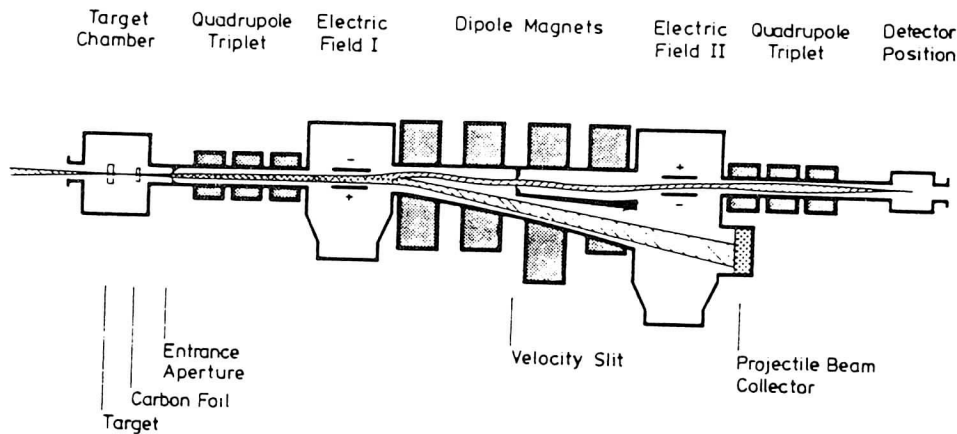 Target
Chamber
Quadrupole
Triplet
Electric
Field I
Dipole Magnets
Electric
Field II
Quadrupole
Triplet
Detector
Position
-
+
+
-
Entrance
Aperture
Carbon Foil
Target
Velocity Slit
Projectile Beam
Collector